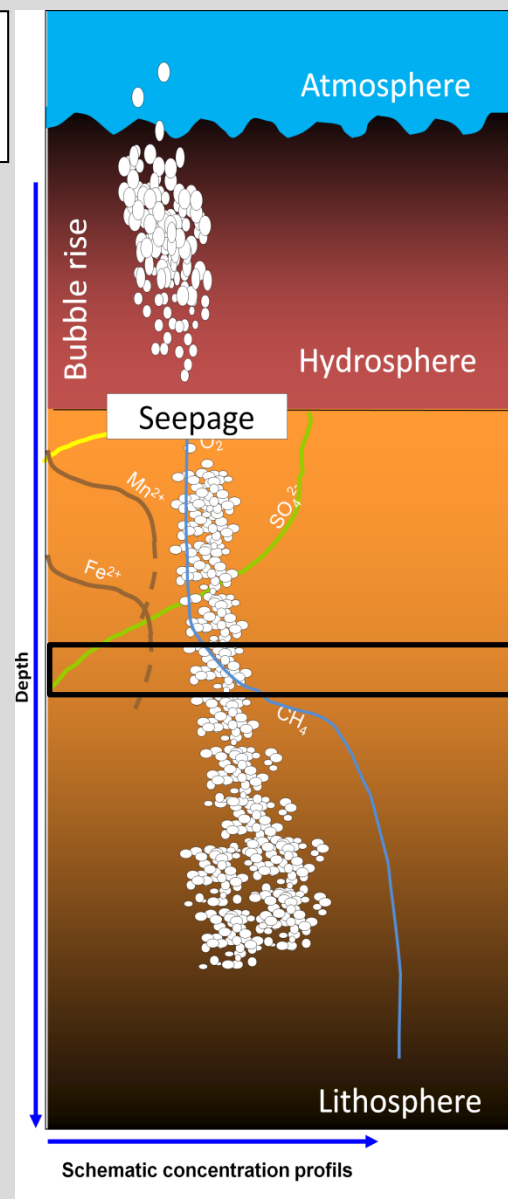 Atmosphere
Bubble rise
Hydrosphere
Seepage
O₂
Mn²⁺
SO₄²⁻
Fe²⁺
Depth
CH₄
Lithosphere
Schematic concentration profils